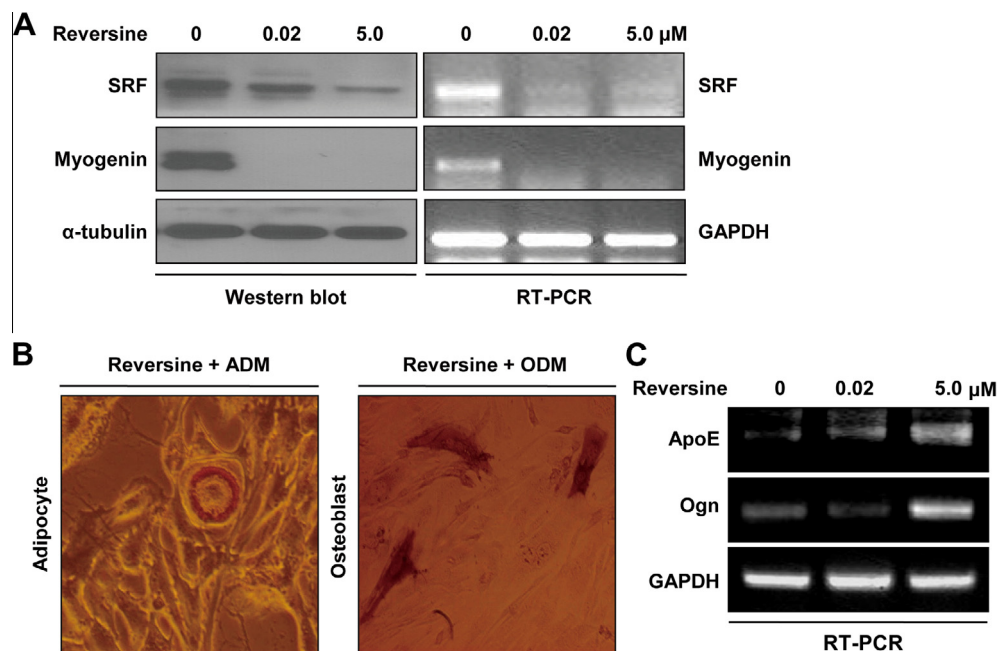 A
Reversine 0 0.02 5.0 0 0.02 5.0 μM
SRF SRF
Myogenin Myogenin
α-tubulin GAPDH
Western blot RT-PCR
B
Reversine + ADM Reversine + ODM
Adipocyte
Osteoblast
C
Reversine 0 0.02 5.0 μM
ApoE
Ogn
GAPDH
RT-PCR